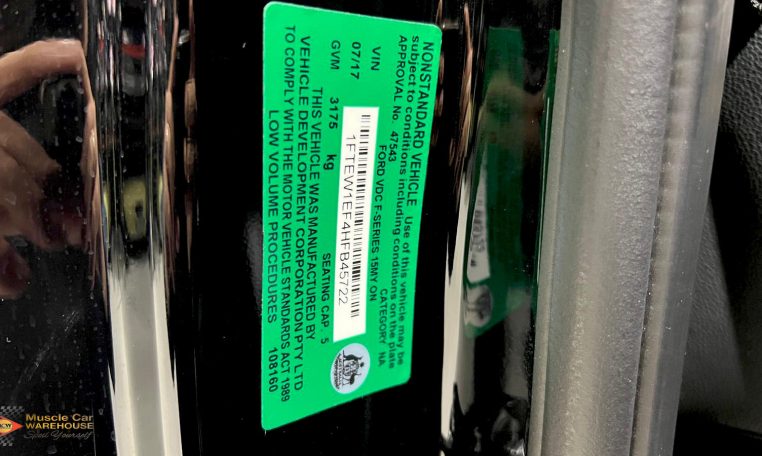 NONSTANDARD VEHICLE. Use of this vehicle may be
subject to conditions including conditions on the plate
APPROVAL No. 47543 CATEGORY NA
FORD VDC F-SERIES 15MY ON
VIN 1FTEW1EF4HFB45722
07/17
GVM 3175 kg SEATING CAP. 5
THIS VEHICLE WAS MANUFACTURED BY
VEHICLE DEVELOPMENT CORPORATION PTY LTD
TO COMPLY WITH THE MOTOR VEHICLE STANDARDS ACT 1989
LOW VOLUME PROCEDURES 108160
Muscle Car
WAREHOUSE
Spoil Yourself